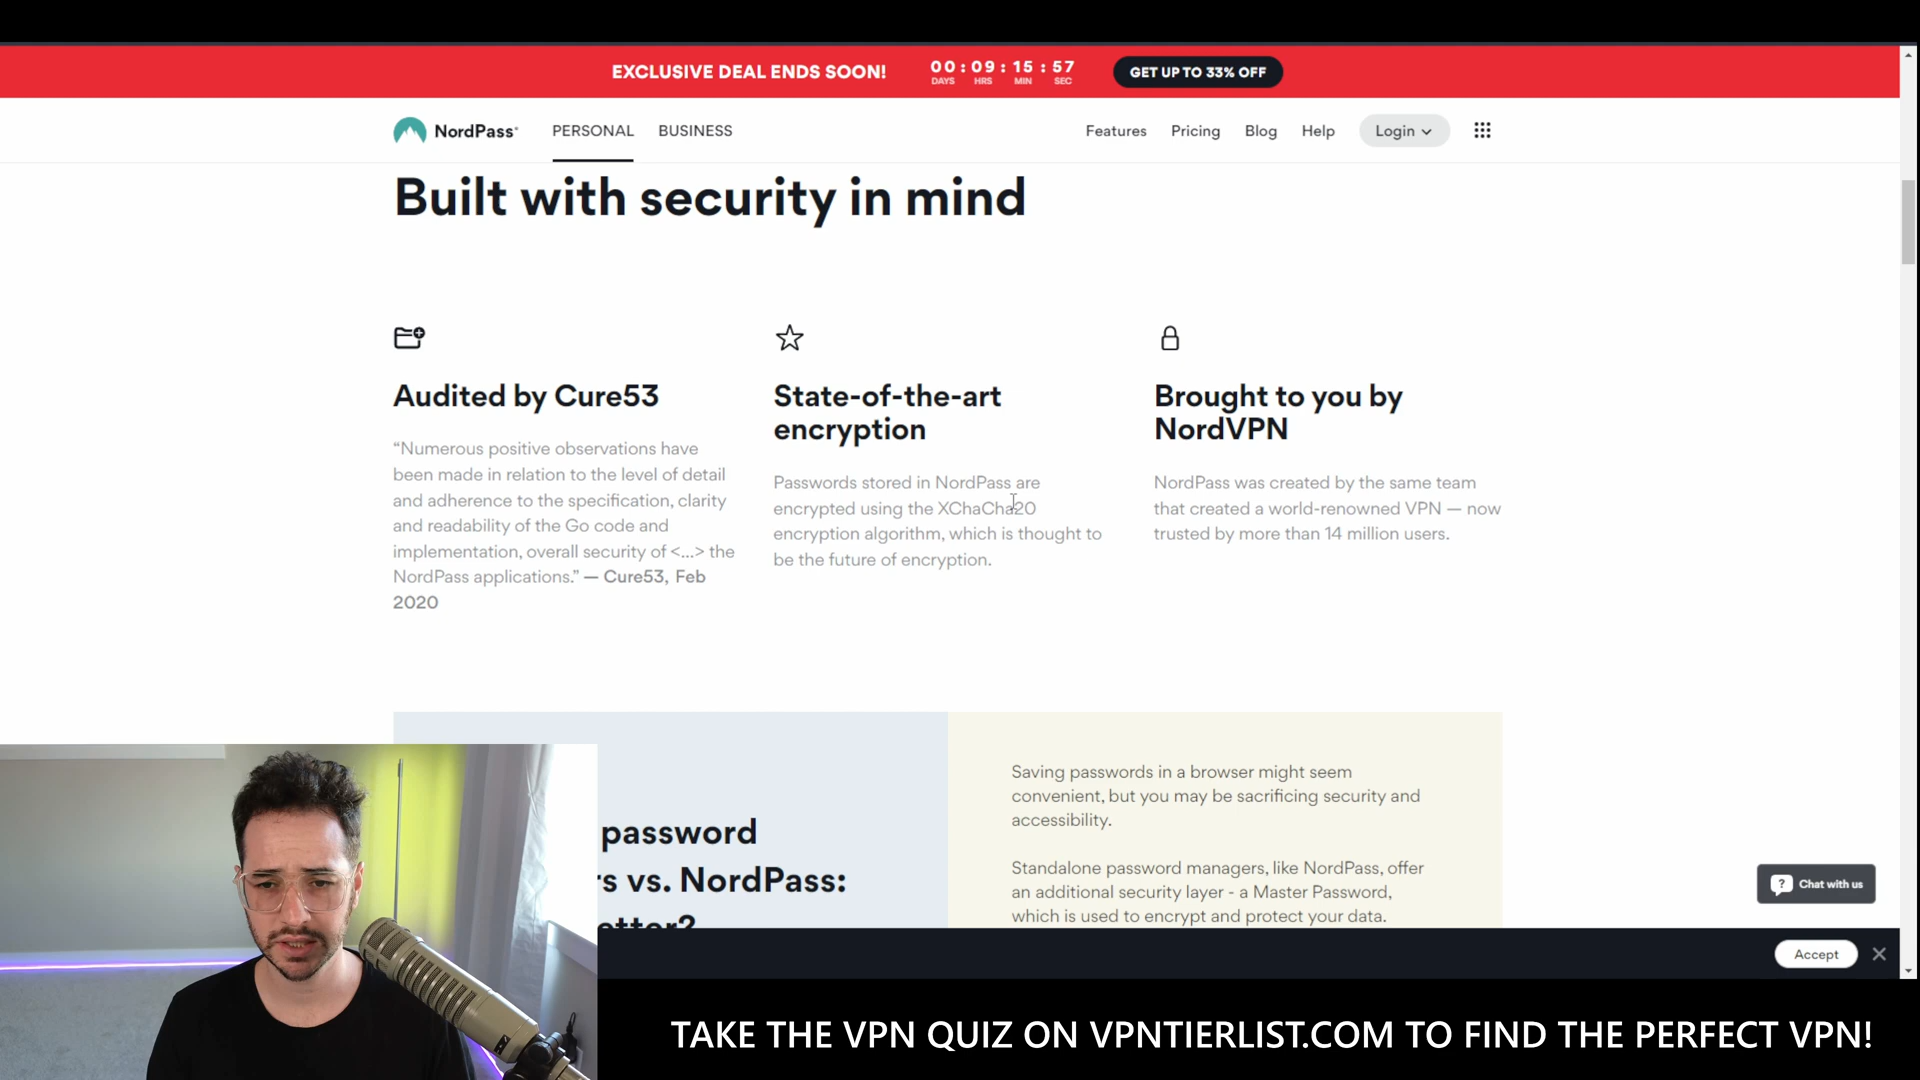 EXCLUSIVE DEAL ENDS SOON!
00 : 09 : 15 : 57
DAYS HRS MIN SEC
GET UP TO 33% OFF
NordPass®
PERSONAL
BUSINESS
Features
Pricing
Blog
Help
Login
Built with security in mind
Audited by Cure53
“Numerous positive observations have
been made in relation to the level of detail
and adherence to the specification, clarity
and readability of the Go code and
implementation, overall security of <...> the
NordPass applications.” — Cure53, Feb
2020
State-of-the-art
encryption
Passwords stored in NordPass are
encrypted using the XChaCha20
encryption algorithm, which is thought to
be the future of encryption.
Brought to you by
NordVPN
NordPass was created by the same team
that created a world-renowned VPN — now
trusted by more than 14 million users.
password
vs. NordPass:
Saving passwords in a browser might seem
convenient, but you may be sacrificing security and
accessibility.
Standalone password managers, like NordPass, offer
an additional security layer - a Master Password,
which is used to encrypt and protect your data.
Chat with us
Accept
TAKE THE VPN QUIZ ON VPNTIERLIST.COM TO FIND THE PERFECT VPN!